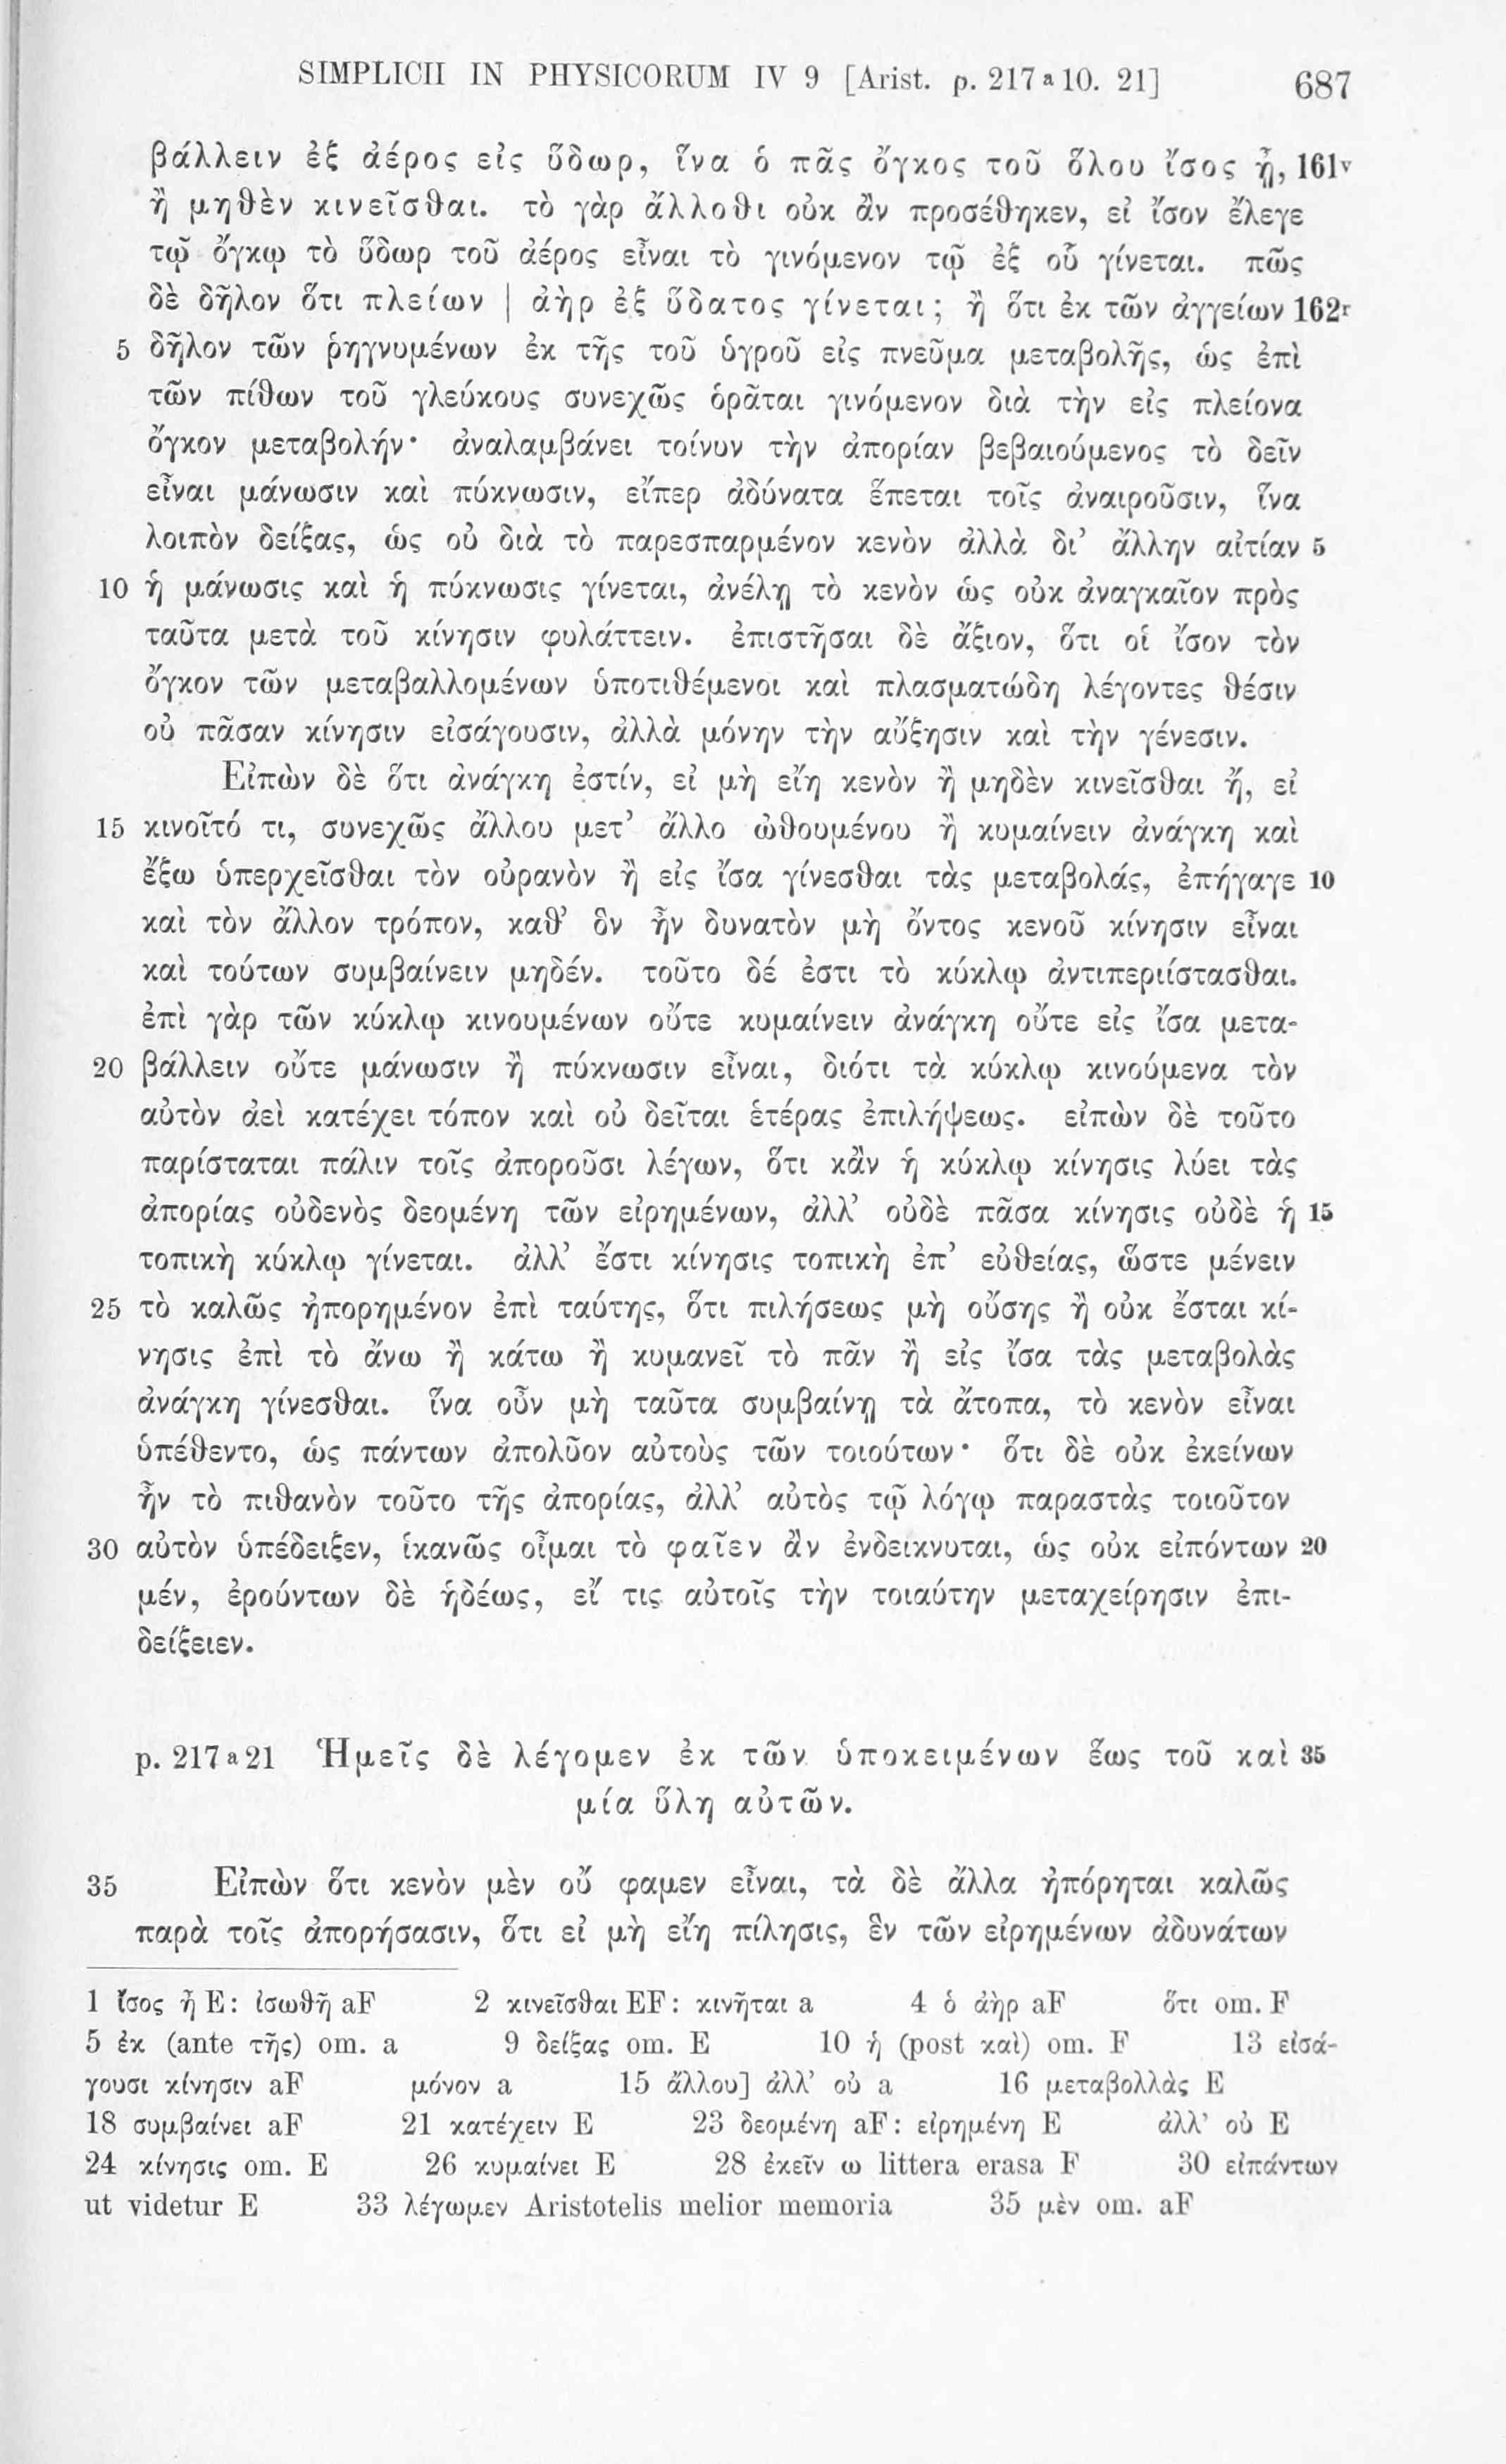 SIMPLICII IN PHYSICORUM IV 9 [Arist. p. 217 a 10. 21] 687
βάλλειν ἐξ ἀέρος εἰς ὕδωρ, ἵνα ὁ πᾶς ὄγκος τοῦ ὅλου ἴσος ᾖ, 161v
ἢ μηθὲν κινεῖσθαι. τὸ γὰρ ἄλλοθι οὐκ ἂν προσέθηκεν, εἰ ἴσον ἔλεγε
τῷ ὄγκῳ τὸ ὕδωρ τοῦ ἀέρος εἶναι τὸ γινόμενον τῷ ἐξ οὗ γίνεται. πῶς
δὲ δῆλον ὅτι πλείων | ἀὴρ ἐξ ὕδατος γίνεται; ἢ ὅτι ἐκ τῶν ἀγγείων 162r
5 δῆλον τῶν ῥηγνυμένων ἐκ τῆς τοῦ ὑγροῦ εἰς πνεῦμα μεταβολῆς, ὡς ἐπὶ
τῶν πίθων τοῦ γλεύκους συνεχῶς ὁρᾶται γινόμενον διὰ τὴν εἰς πλείονα
ὄγκον μεταβολήν· ἀναλαμβάνει τοίνυν τὴν ἀπορίαν βεβαιούμενος τὸ δεῖν
εἶναι μάνωσιν καὶ πύκνωσιν, εἴπερ ἀδύνατα ἕπεται τοῖς ἀναιροῦσιν, ἵνα
λοιπὸν δείξας, ὡς οὐ διὰ τὸ παρεσπαρμένον κενὸν ἀλλὰ δι’ ἄλλην αἰτίαν 5
10 ἡ μάνωσις καὶ ἡ πύκνωσις γίνεται, ἀνέλῃ τὸ κενὸν ὡς οὐκ ἀναγκαῖον πρὸς
ταῦτα μετὰ τοῦ κίνησιν φυλάττειν. ἐπιστῆσαι δὲ ἄξιον, ὅτι οἱ ἴσον τὸν
ὄγκον τῶν μεταβαλλομένων ὑποτιθέμενοι καὶ πλασματώδη λέγοντες θέσιν
οὐ πᾶσαν κίνησιν εἰσάγουσιν, ἀλλὰ μόνην τὴν αὔξησιν καὶ τὴν γένεσιν.
Εἰπὼν δὲ ὅτι ἀνάγκη ἐστίν, εἰ μὴ εἴη κενὸν ἢ μηδὲν κινεῖσθαι ἤ, εἰ
15 κινοῖτό τι, συνεχῶς ἄλλου μετ’ ἄλλο ὠθουμένου ἢ κυμαίνειν ἀνάγκη καὶ
ἔξω ὑπερχεῖσθαι τὸν οὐρανὸν ἢ εἰς ἴσα γίνεσθαι τὰς μεταβολάς, ἐπήγαγε 10
καὶ τὸν ἄλλον τρόπον, καθ’ ὃν ἦν δυνατὸν μὴ ὄντος κενοῦ κίνησιν εἶναι
καὶ τούτων συμβαίνειν μηδέν. τοῦτο δέ ἐστι τὸ κύκλῳ ἀντιπεριίστασθαι.
ἐπὶ γὰρ τῶν κύκλῳ κινουμένων οὔτε κυμαίνειν ἀνάγκη οὔτε εἰς ἴσα μετα-
20 βάλλειν οὔτε μάνωσιν ἢ πύκνωσιν εἶναι, διότι τὰ κύκλῳ κινούμενα τὸν
αὐτὸν ἀεὶ κατέχει τόπον καὶ οὐ δεῖται ἑτέρας ἐπιλήψεως. εἰπὼν δὲ τοῦτο
παρίσταται πάλιν τοῖς ἀποροῦσι λέγων, ὅτι κἂν ἡ κύκλῳ κίνησις λύει τὰς
ἀπορίας οὐδενὸς δεομένη τῶν εἰρημένων, ἀλλ’ οὐδὲ πᾶσα κίνησις οὐδὲ ἡ 15
τοπικὴ κύκλῳ γίνεται. ἀλλ’ ἔστι κίνησις τοπικὴ ἐπ’ εὐθείας, ὥστε μένειν
25 τὸ καλῶς ἠπορημένον ἐπὶ ταύτης, ὅτι πιλήσεως μὴ οὔσης ἢ οὐκ ἔσται κί-
νησις ἐπὶ τὸ ἄνω ἢ κάτω ἢ κυμανεῖ τὸ πᾶν ἢ εἰς ἴσα τὰς μεταβολὰς
ἀνάγκη γίνεσθαι. ἵνα οὖν μὴ ταῦτα συμβαίνῃ τὰ ἄτοπα, τὸ κενὸν εἶναι
ὑπέθεντο, ὡς πάντων ἀπολῦον αὐτοὺς τῶν τοιούτων· ὅτι δὲ οὐκ ἐκείνων
ἦν τὸ πιθανὸν τοῦτο τῆς ἀπορίας, ἀλλ’ αὐτὸς τῷ λόγῳ παραστὰς τοιοῦτον
30 αὐτὸν ὑπέδειξεν, ἱκανῶς οἶμαι τὸ φαῖεν ἂν ἐνδείκνυται, ὡς οὐκ εἰπόντων 20
μέν, ἐρούντων δὲ ἡδέως, εἴ τις αὐτοῖς τὴν τοιαύτην μεταχείρησιν ἐπι-
δείξειεν.
p. 217 a 21 Ἡμεῖς δὲ λέγομεν ἐκ τῶν ὑποκειμένων ἕως τοῦ καὶ 35
μία ὕλη αὐτῶν.
35 Εἰπὼν ὅτι κενὸν μὲν οὔ φαμεν εἶναι, τὰ δὲ ἄλλα ἠπόρηται καλῶς
παρὰ τοῖς ἀπορήσασιν, ὅτι εἰ μὴ εἴη πίλησις, ἓν τῶν εἰρημένων ἀδυνάτων
1 ἴσος ᾖ E: ἰσωθῇ aF 2 κινεῖσθαι EF: κινῆται a 4 ὁ ἀὴρ aF ὅτι om. F
5 ἐκ (ante τῆς) om. a 9 δείξας om. E 10 ἡ (post καὶ) om. F 13 εἰσά-
γουσι κίνησιν aF μόνον a 15 ἄλλου] ἀλλ’ οὐ a 16 μεταβολλὰς E
18 συμβαίνει aF 21 κατέχειν E 23 δεομένη aF: εἰρημένη E ἀλλ’ οὐ E
24 κίνησις om. E 26 κυμαίνει E 28 ἐκεῖν ω littera erasa F 30 εἰπάντων
ut videtur E 33 λέγωμεν Aristotelis melior memoria 35 μὲν om. aF